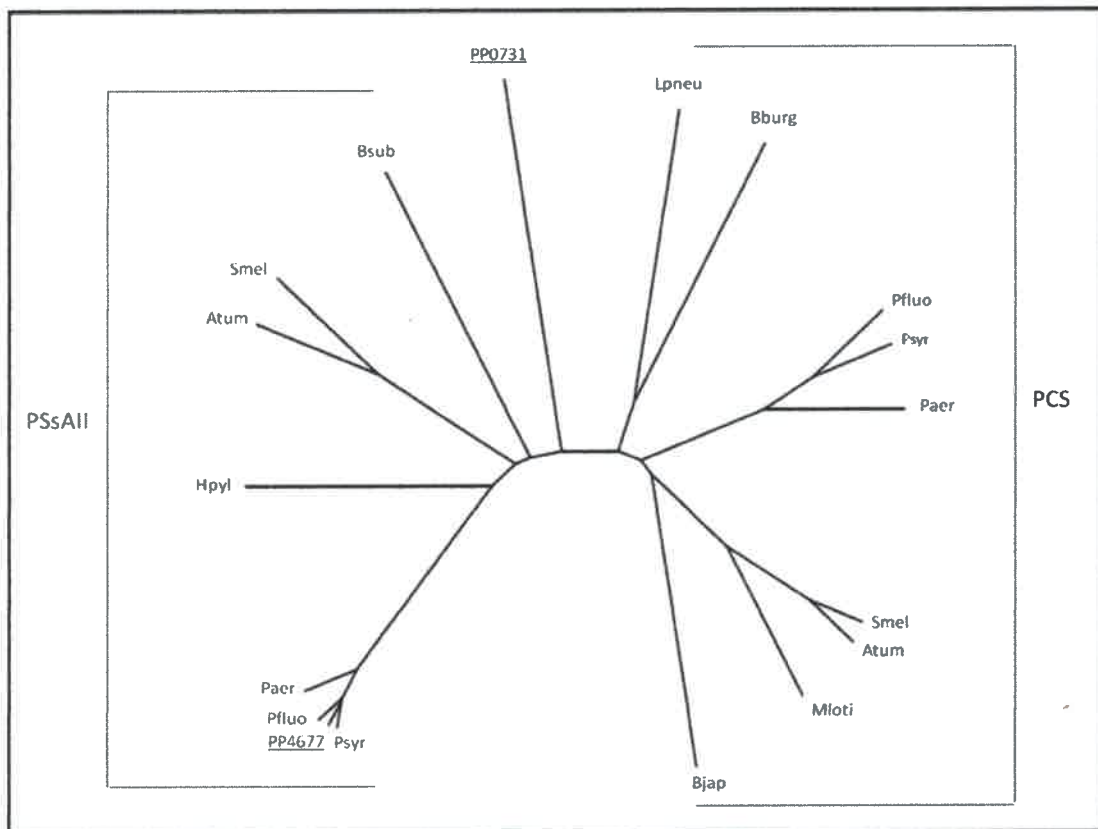 PP0731
Lpneu
Bburg
Bsub
Smel
Pfluo
Atum
Psyr
PSsAII
Paer
PCS
Hpyl
Smel
Atum
Paer
Mloti
Pfluo
PP4677 Psyr
Bjap